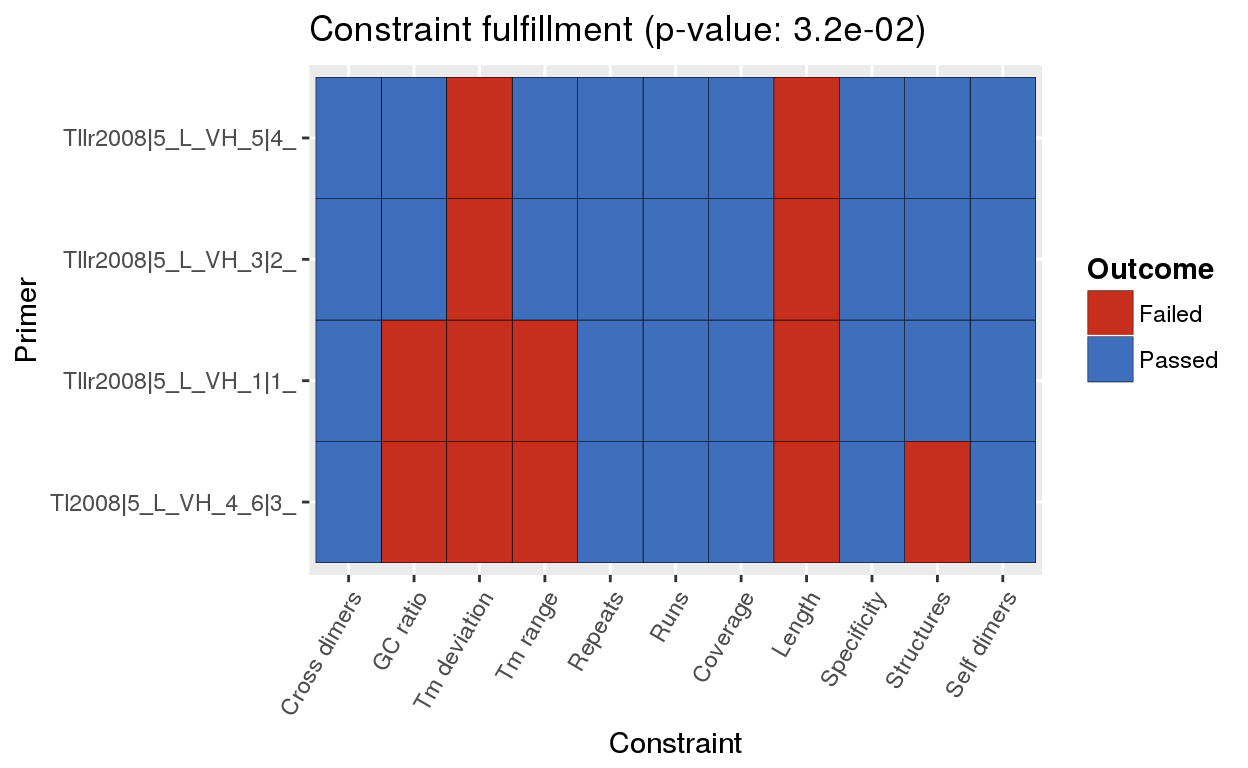 Constraint fulfillment (p-value: 3.2e-02)
Tllr2008|5_L_VH_5|4_
Tllr2008|5_L_VH_3|2_
Tllr2008|5_L_VH_1|1_
Tl2008|5_L_VH_4_6|3_
Primer
Cross dimers
GC ratio
Tm deviation
Tm range
Repeats
Runs
Coverage
Length
Specificity
Structures
Self dimers
Constraint
Outcome
Failed
Passed